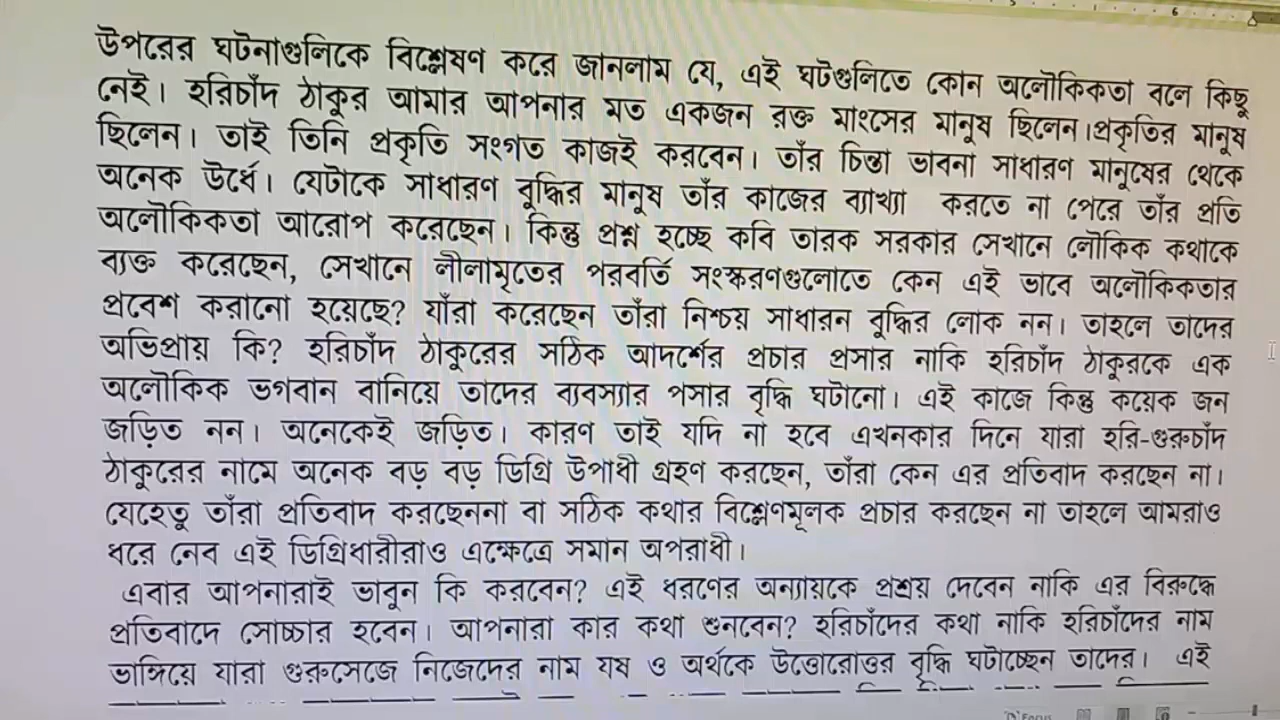 উপরের ঘটনাগুলিকে বিশ্লেষণ করে জানলাম যে, এই ঘটগুলিতে কোন অলৌকিকতা বলে কিছু
নেই। হরিচাঁদ ঠাকুর আমার আপনার মত একজন রক্ত মাংসের মানুষ ছিলেন।প্রকৃতির মানুষ
ছিলেন। তাই তিনি প্রকৃতি সংগত কাজই করবেন। তাঁর চিন্তা ভাবনা সাধারণ মানুষের থেকে
অনেক উর্ধে। যেটাকে সাধারণ বুদ্ধির মানুষ তাঁর কাজের ব্যাখ্যা করতে না পেরে তাঁর প্রতি
অলৌকিকতা আরোপ করেছেন। কিন্তু প্রশ্ন হচ্ছে কবি তারক সরকার সেখানে লৌকিক কথাকে
ব্যক্ত করেছেন, সেখানে লীলামৃতের পরবর্তি সংস্করণগুলোতে কেন এই ভাবে অলৌকিকতার
প্রবেশ করানো হয়েছে? যাঁরা করেছেন তাঁরা নিশ্চয় সাধারন বুদ্ধির লোক নন। তাহলে তাদের
অভিপ্রায় কি? হরিচাঁদ ঠাকুরের সঠিক আদর্শের প্রচার প্রসার নাকি হরিচাঁদ ঠাকুরকে এক
অলৌকিক ভগবান বানিয়ে তাদের ব্যবস্যার পসার বৃদ্ধি ঘটানো। এই কাজে কিন্তু কয়েক জন
জড়িত নন। অনেকেই জড়িত। কারণ তাই যদি না হবে এখনকার দিনে যারা হরি-গুরুচাঁদ
ঠাকুরের নামে অনেক বড় বড় ডিগ্রি উপাধী গ্রহণ করছেন, তাঁরা কেন এর প্রতিবাদ করছেন না।
যেহেতু তাঁরা প্রতিবাদ করছেননা বা সঠিক কথার বিশ্লেণমূলক প্রচার করছেন না তাহলে আমরাও
ধরে নেব এই ডিগ্রিধারীরাও এক্ষেত্রে সমান অপরাধী।
এবার আপনারাই ভাবুন কি করবেন? এই ধরণের অন্যায়কে প্রশ্রয় দেবেন নাকি এর বিরুদ্ধে
প্রতিবাদে সোচ্চার হবেন। আপনারা কার কথা শুনবেন? হরিচাঁদের কথা নাকি হরিচাঁদের নাম
ভাঙ্গিয়ে যারা গুরুসেজে নিজেদের নাম যষ ও অর্থকে উত্তোরোত্তর বৃদ্ধি ঘটাচ্ছেন তাদের। এই